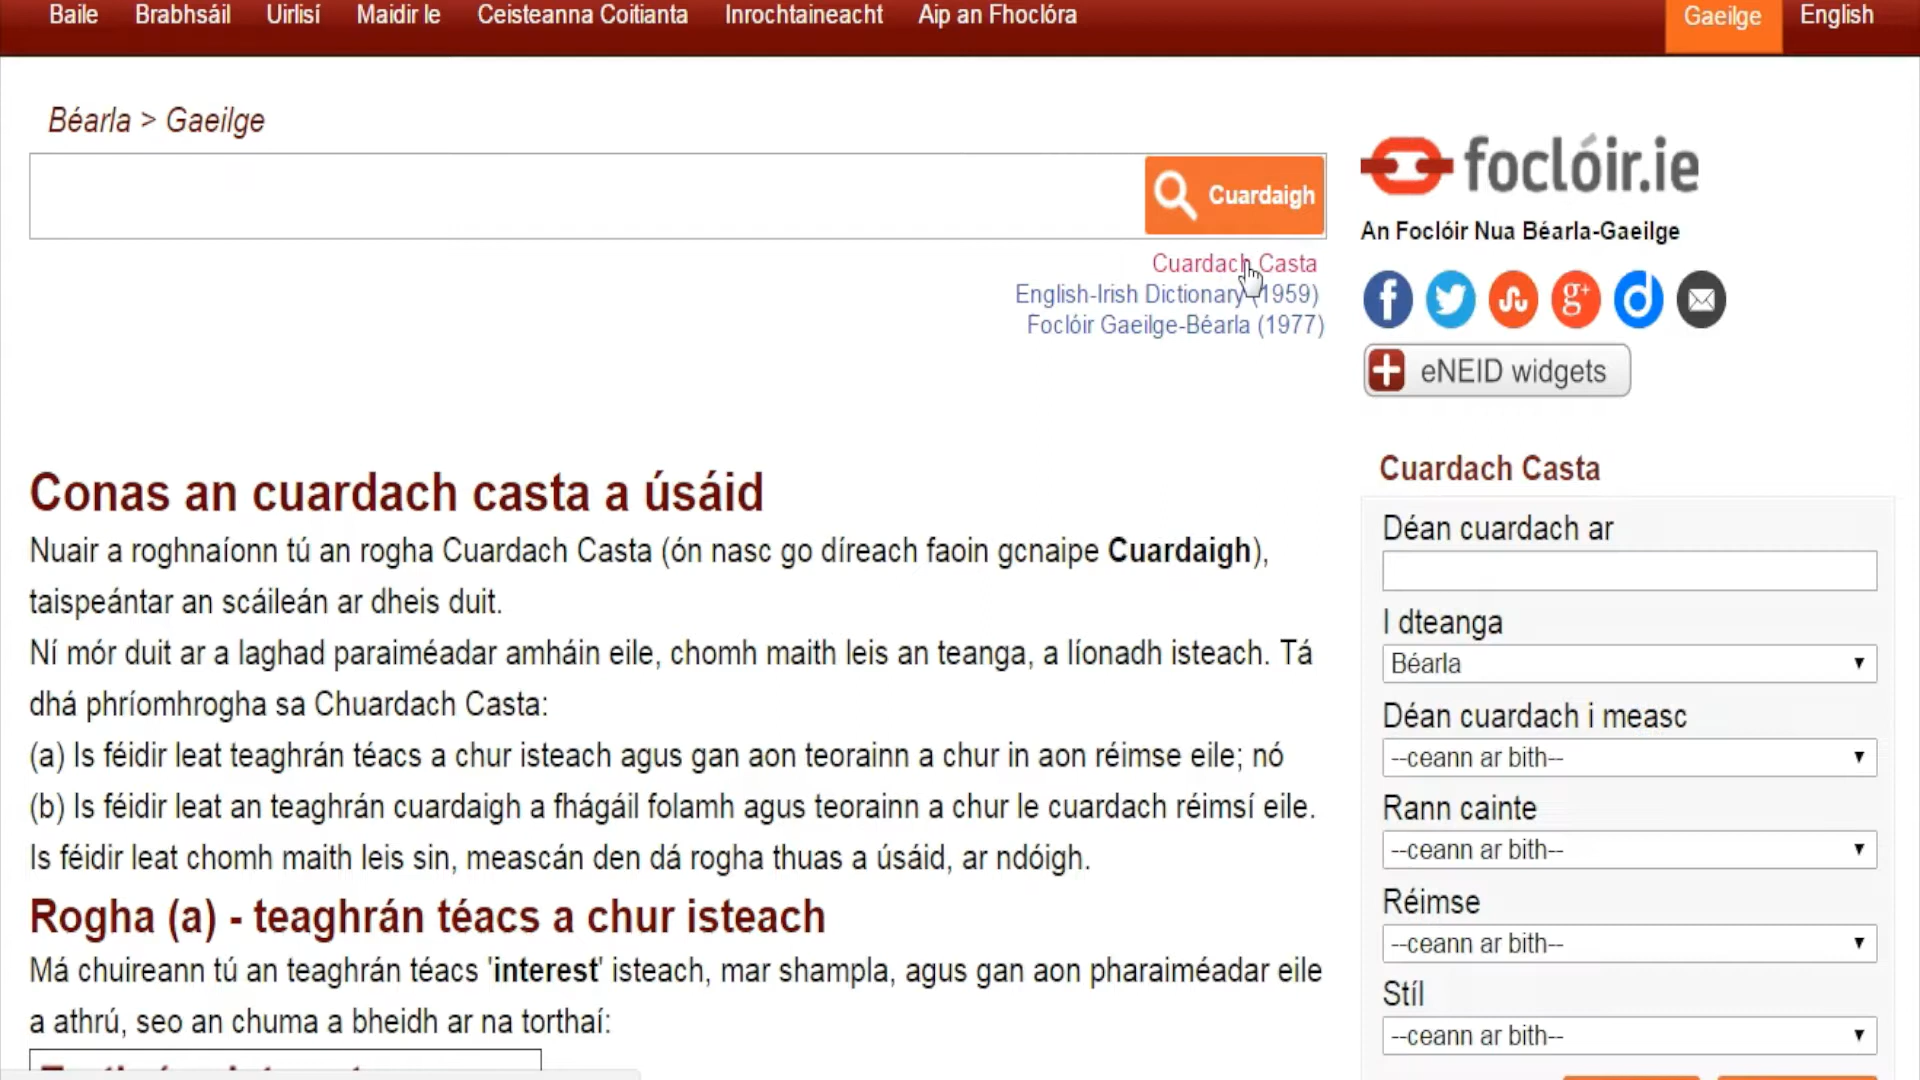 Baile Brabhsáil Uirlisí Maidir le Ceisteanna Coitianta Inrochtaineacht Aip an Fhoclóra Gaeilge English
Béarla > Gaeilge
Cuardaigh
Cuardach Casta
English-Irish Dictionary (1959)
Foclóir Gaeilge-Béarla (1977)
foclóir.ie
An Foclóir Nua Béarla-Gaeilge
eNEID widgets
Conas an cuardach casta a úsáid
Nuair a roghnaíonn tú an rogha Cuardach Casta (ón nasc go díreach faoin gcnaipe Cuardaigh),
taispeántar an scáileán ar dheis duit.
Ní mór duit ar a laghad paraiméadar amháin eile, chomh maith leis an teanga, a líonadh isteach. Tá
dhá phríomhrogha sa Chuardach Casta:
(a) Is féidir leat teaghrán téacs a chur isteach agus gan aon teorainn a chur in aon réimse eile; nó
(b) Is féidir leat an teaghrán cuardaigh a fhágáil folamh agus teorainn a chur le cuardach réimsí eile.
Is féidir leat chomh maith leis sin, meascán den dá rogha thuas a úsáid, ar ndóigh.
Rogha (a) - teaghrán téacs a chur isteach
Má chuireann tú an teaghrán téacs 'interest' isteach, mar shampla, agus gan aon pharaiméadar eile
a athrú, seo an chuma a bheidh ar na torthaí:
Cuardach Casta
Déan cuardach ar
I dteanga
Béarla
Déan cuardach i measc
--ceann ar bith--
Rann cainte
--ceann ar bith--
Réimse
--ceann ar bith--
Stíl
--ceann ar bith--